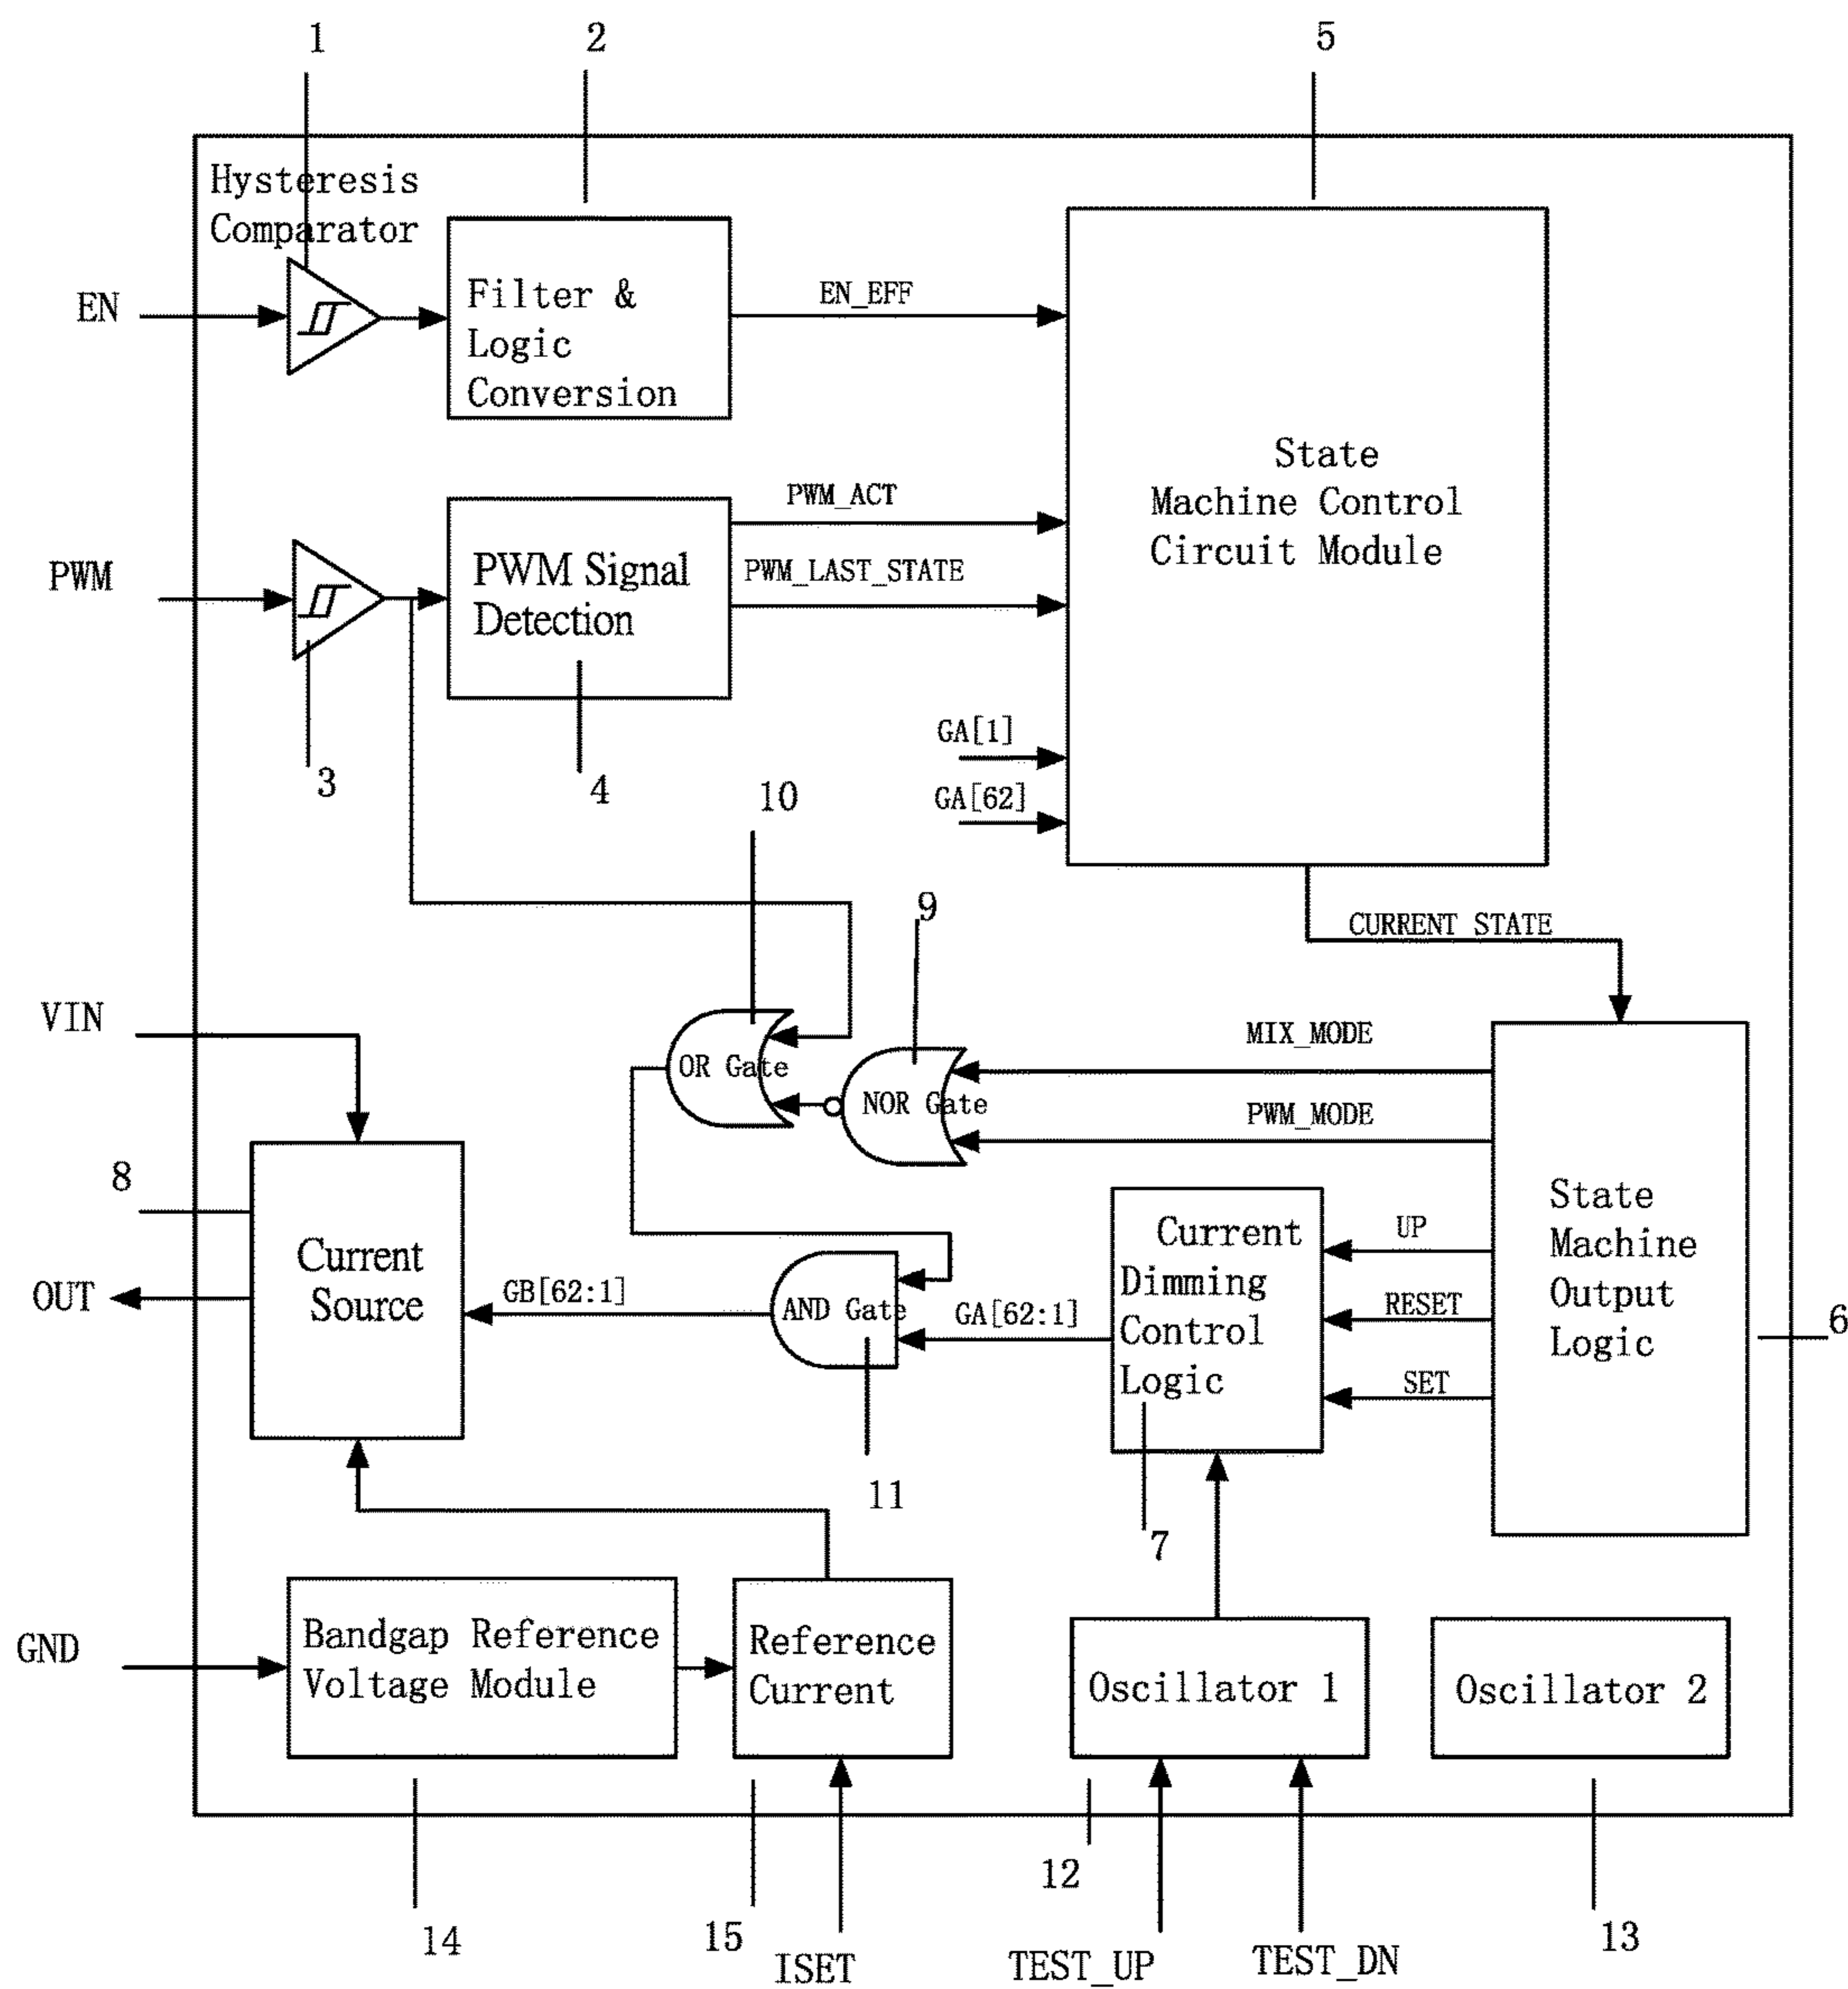 1
2
5
Hysteresis
Comparator
EN
Filter &
Logic
Conversion
EN_EFF
State
Machine Control
Circuit Module
PWM
PWM Signal
Detection
PWM_ACT
PWM_LAST_STATE
3
4
GA[1]
GA[62]
10
9
CURRENT STATE
VIN
OR Gate
NOR Gate
MIX_MODE
PWM_MODE
8
OUT
Current
Source
GB[62:1]
AND Gate
GA[62:1]
11
Current
Dimming
Control
Logic
7
UP
RESET
SET
State
Machine
Output
Logic
6
GND
Bandgap Reference
Voltage Module
Reference
Current
Oscillator 1
Oscillator 2
14
15
ISET
12
TEST_UP
TEST_DN
13